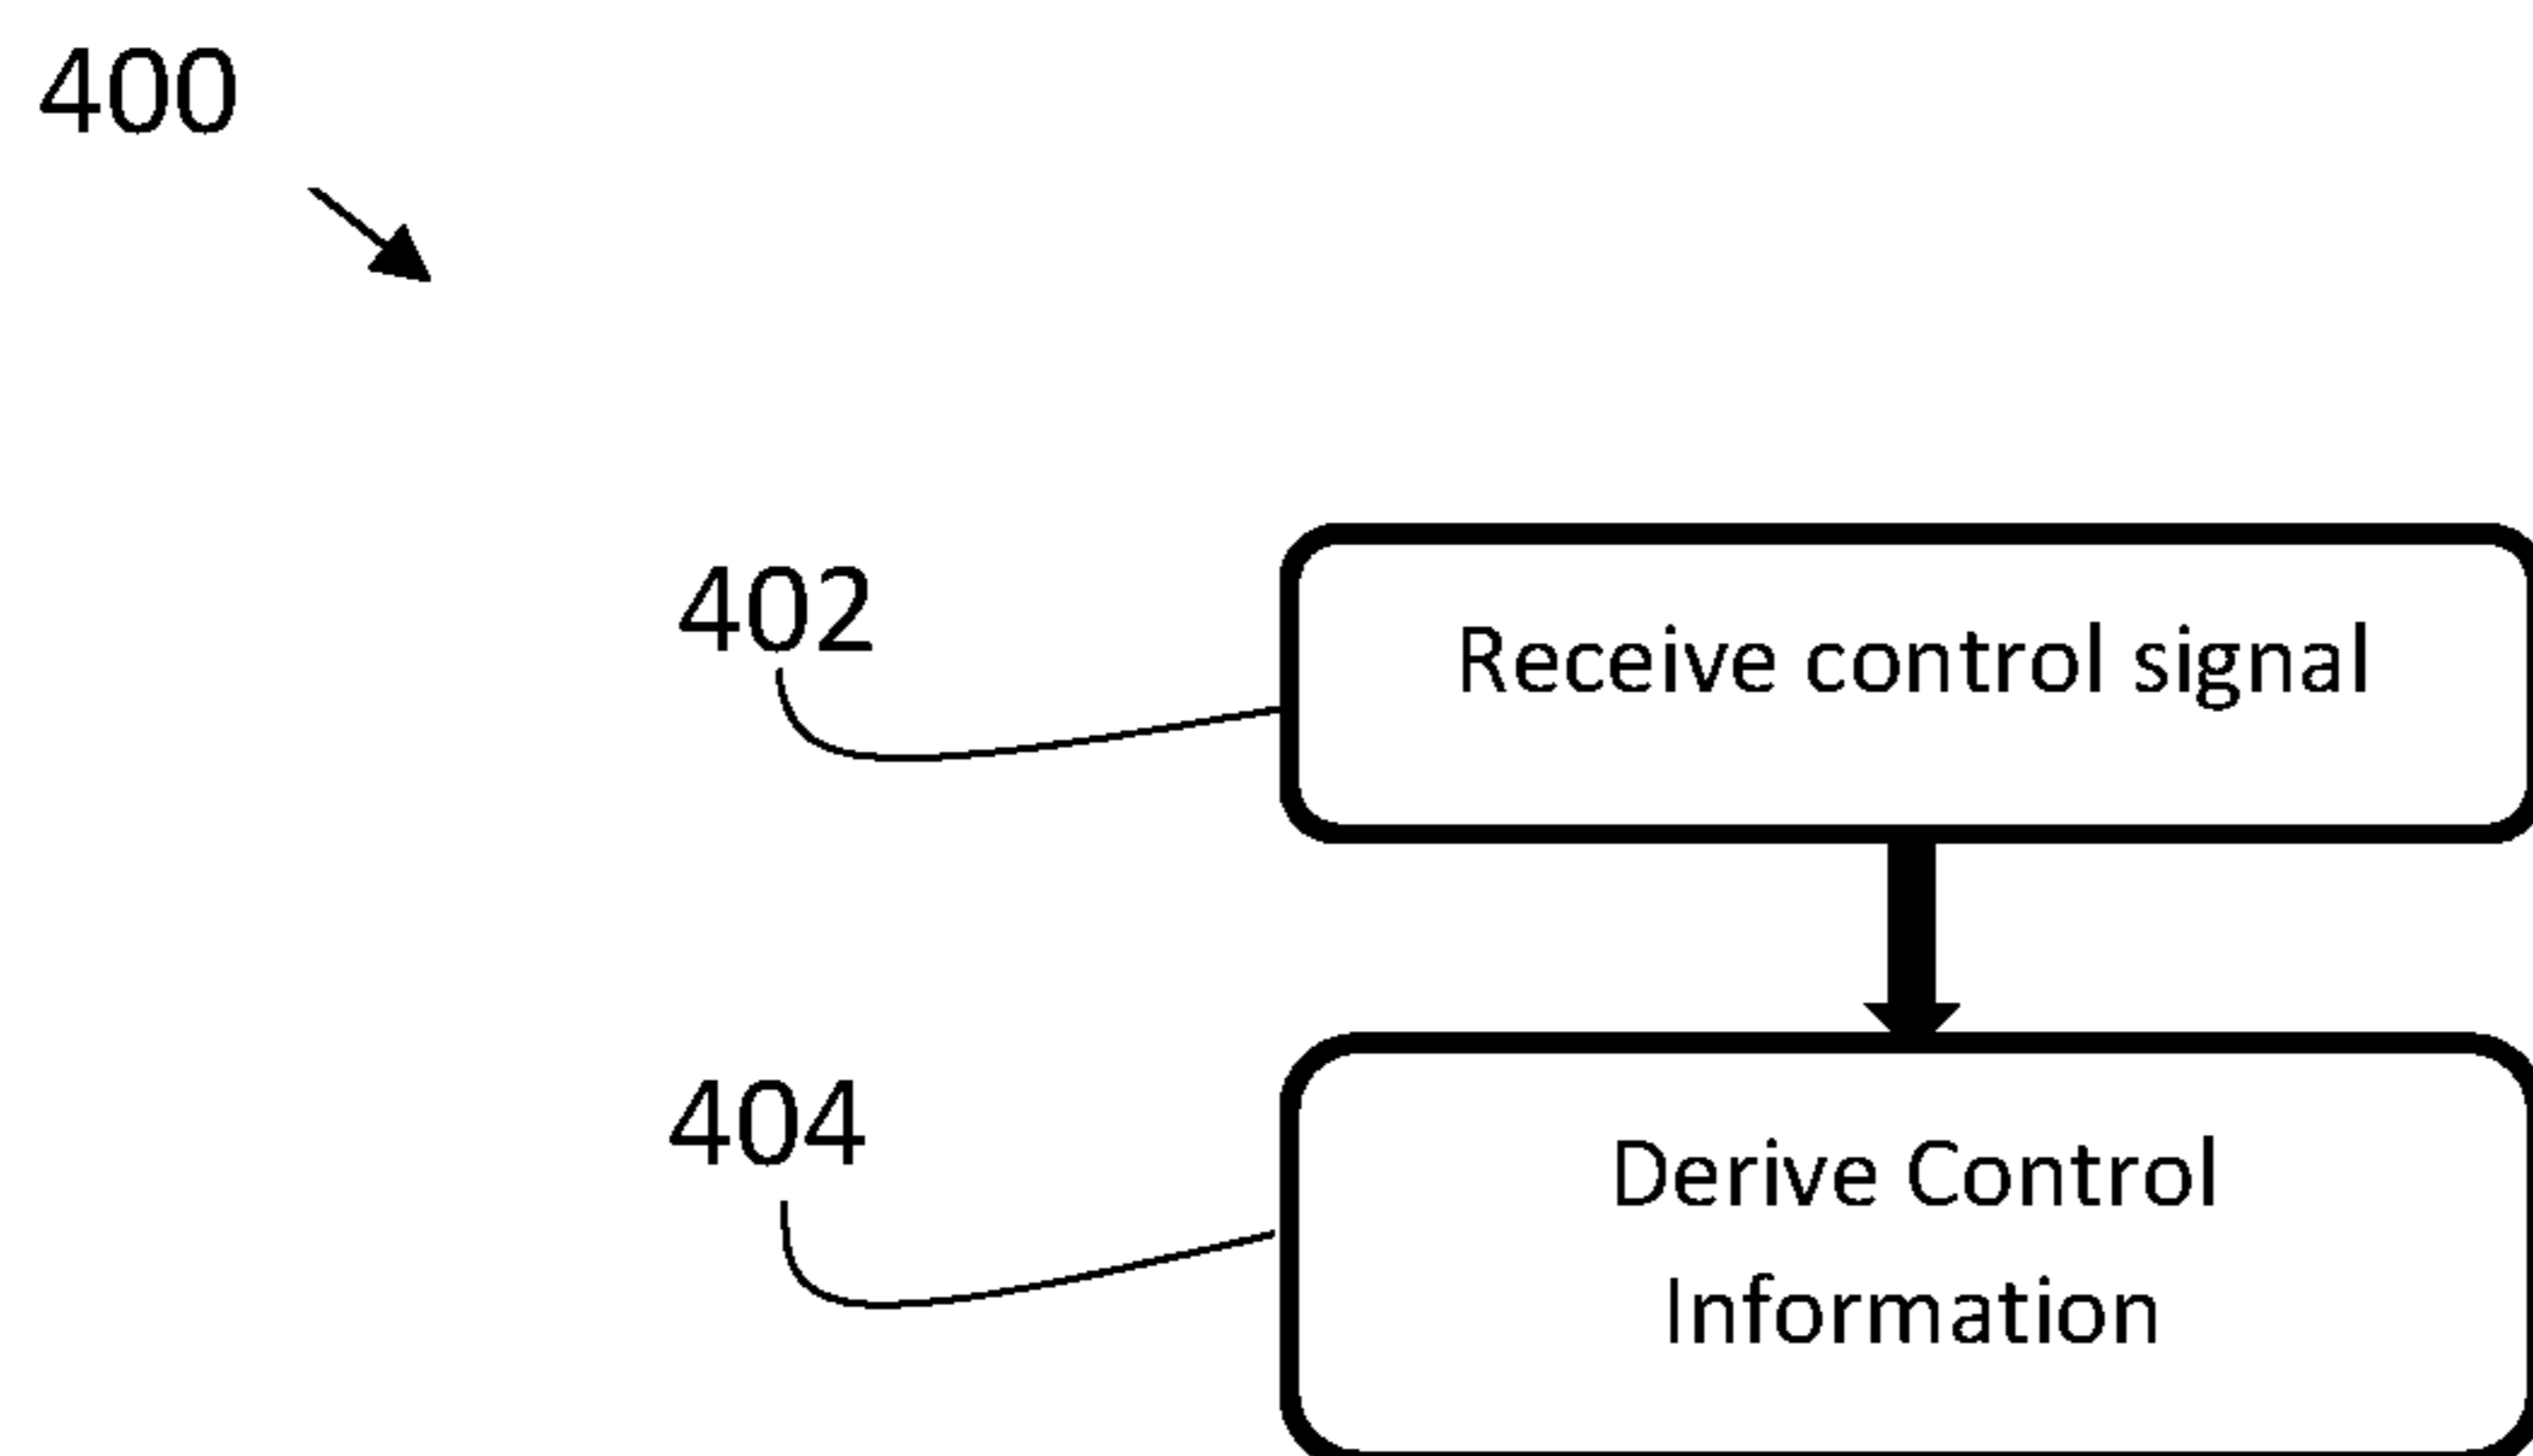 400
402
Receive control signal
404
Derive Control
Information